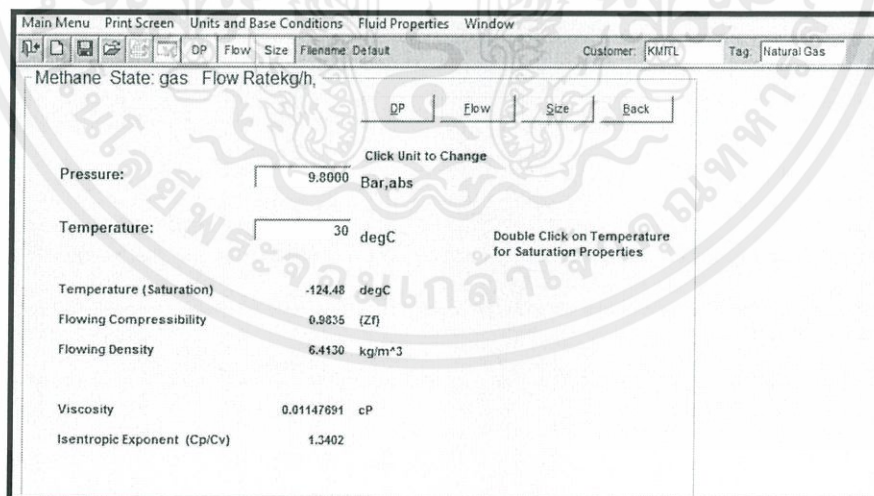 Main Menu Print Screen Units and Base Conditions Fluid Properties Window
DP Flow Size Filename Default Customer: KMITL Tag: Natural Gas
Methane State: gas Flow Ratekg/h,
DP Flow Size Back
Click Unit to Change
Pressure: 9.8000 Bar,abs
Temperature: 30 degC
Double Click on Temperature
for Saturation Properties
Temperature (Saturation) -124.48 degC
Flowing Compressibility 0.9835 (Zf)
Flowing Density 6.4130 kg/m^3
Viscosity 0.01147691 cP
Isentropic Exponent (Cp/Cv) 1.3402